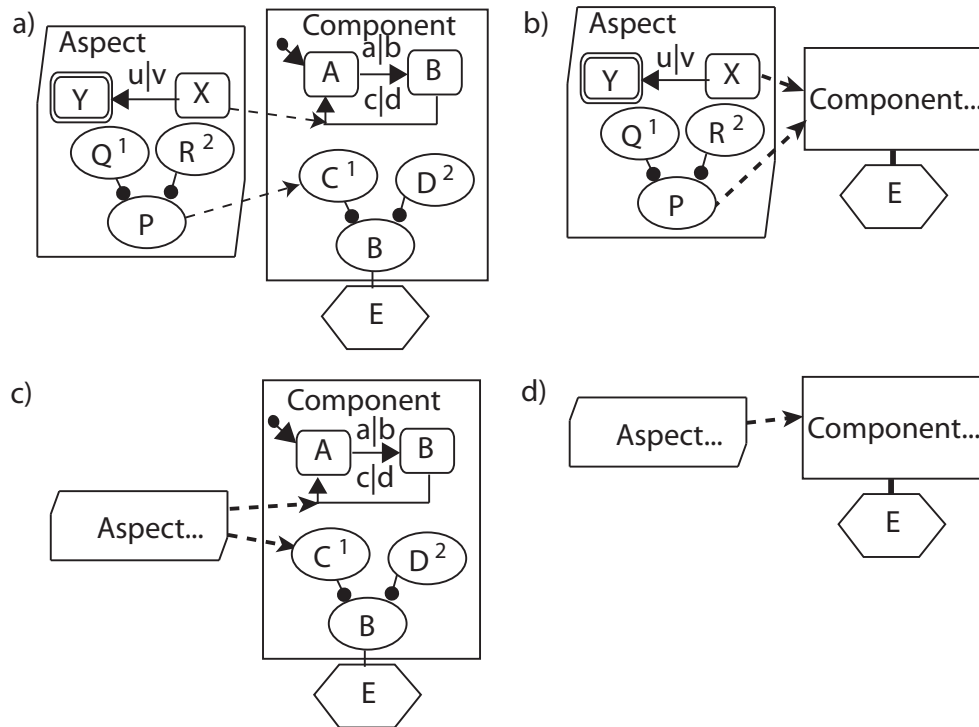 a)
Aspect
u|v
Y
X
Q 1
R 2
P
Component
a|b
A
B
c|d
C 1
D 2
B
E
b)
Aspect
u|v
Y
X
Q 1
R 2
P
Component...
E
c)
Component
a|b
A
B
c|d
Aspect...
C 1
D 2
B
E
d)
Aspect...
Component...
E